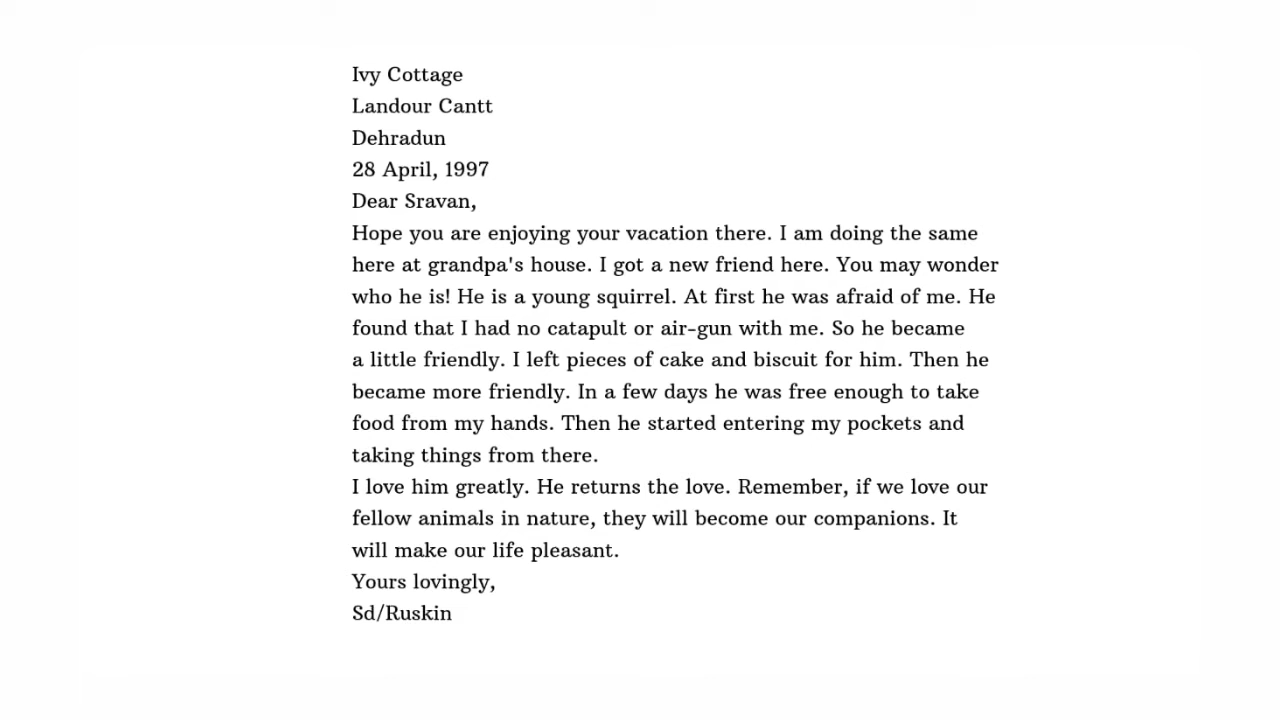 Ivy Cottage
Landour Cantt
Dehradun
28 April, 1997
Dear Sravan,
Hope you are enjoying your vacation there. I am doing the same
here at grandpa's house. I got a new friend here. You may wonder
who he is! He is a young squirrel. At first he was afraid of me. He
found that I had no catapult or air-gun with me. So he became
a little friendly. I left pieces of cake and biscuit for him. Then he
became more friendly. In a few days he was free enough to take
food from my hands. Then he started entering my pockets and
taking things from there.
I love him greatly. He returns the love. Remember, if we love our
fellow animals in nature, they will become our companions. It
will make our life pleasant.
Yours lovingly,
Sd/Ruskin